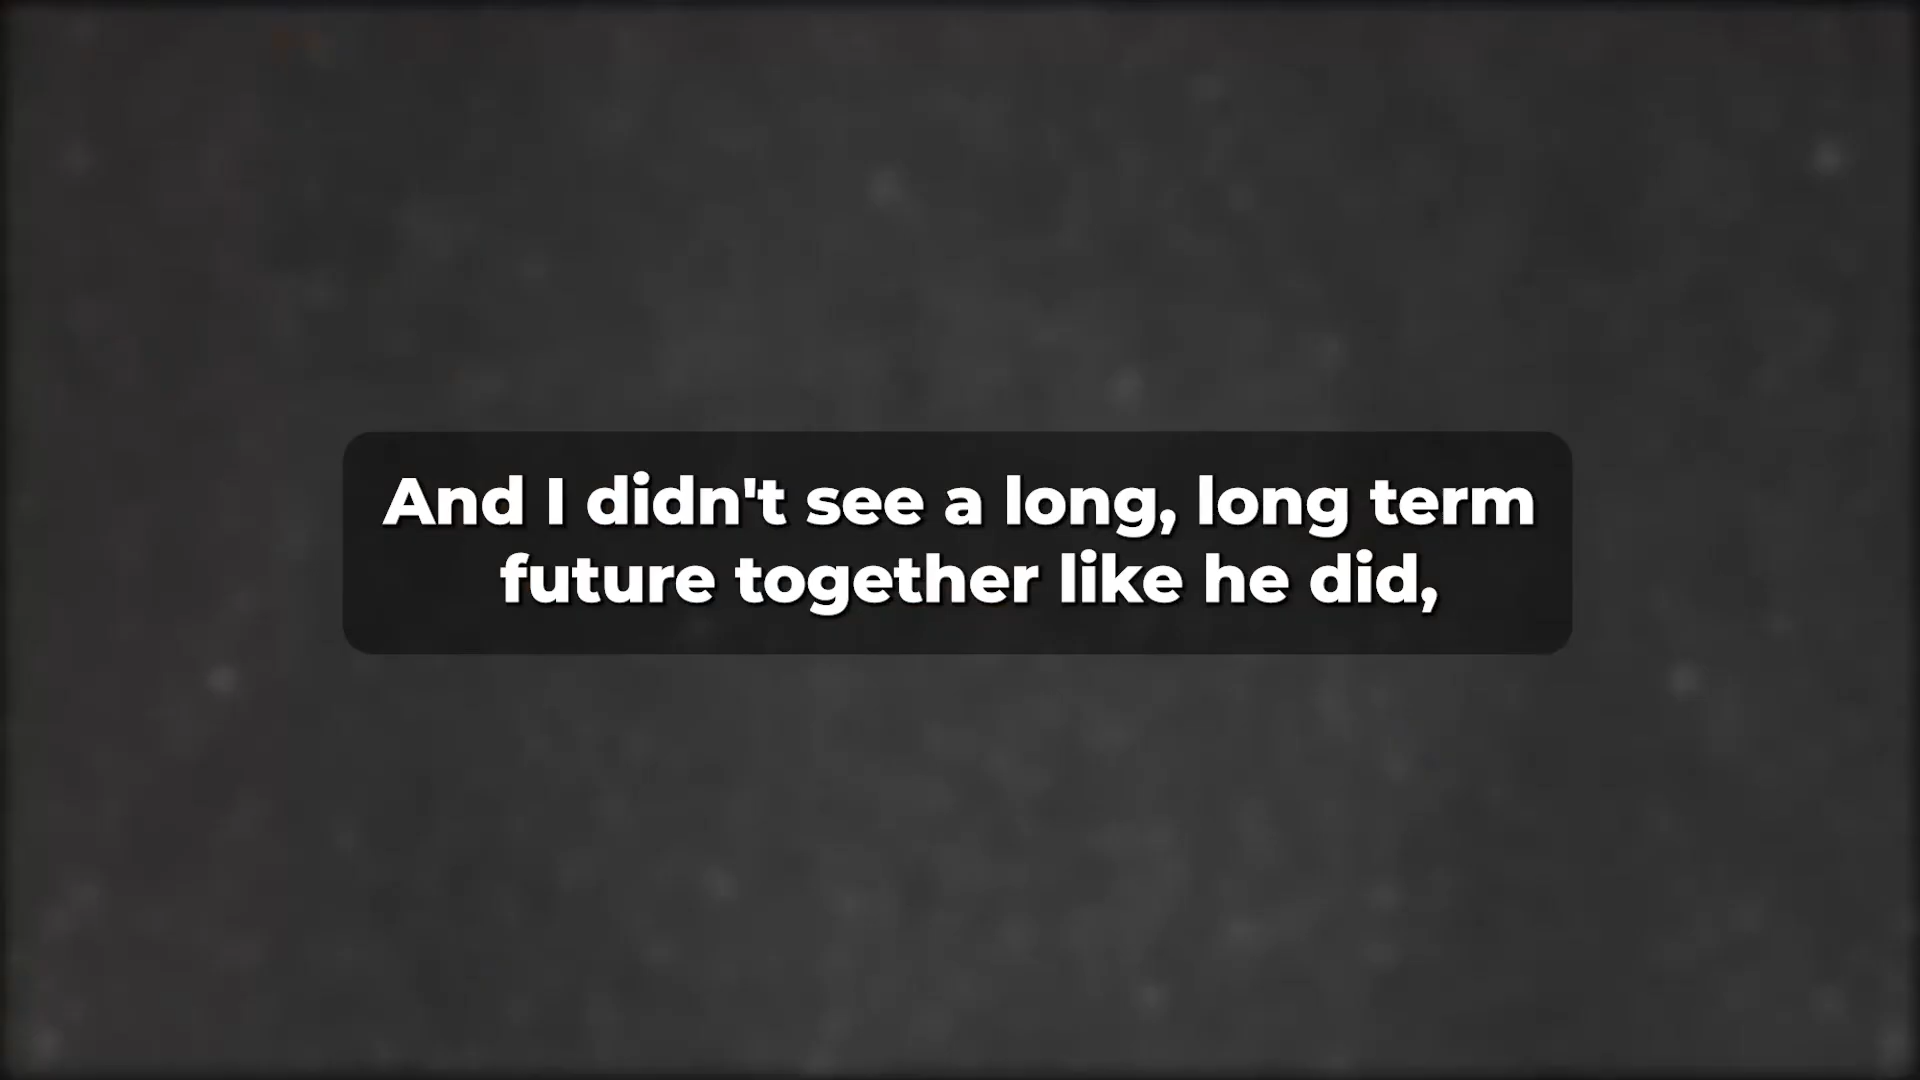 And I didn't see a long, long term
future together like he did,